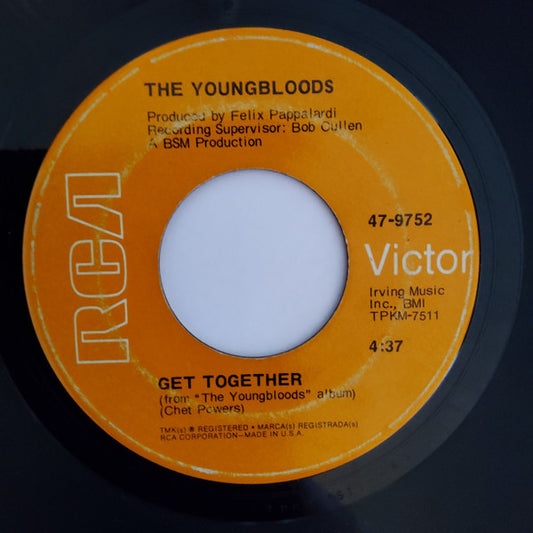 THE YOUNGBLOODS
Produced by Felix Pappalardi
Recording Supervisor: Bob Cullen
A BSM Production
RCA
47-9752
Victor
Irving Music
Inc., BMI
TPKM-7511
4:37
GET TOGETHER
(from "The Youngbloods" album)
(Chet Powers)
TMK(s) ® REGISTERED • MARCA(s) REGISTRADA(s)
RCA CORPORATION—MADE IN U.S.A.